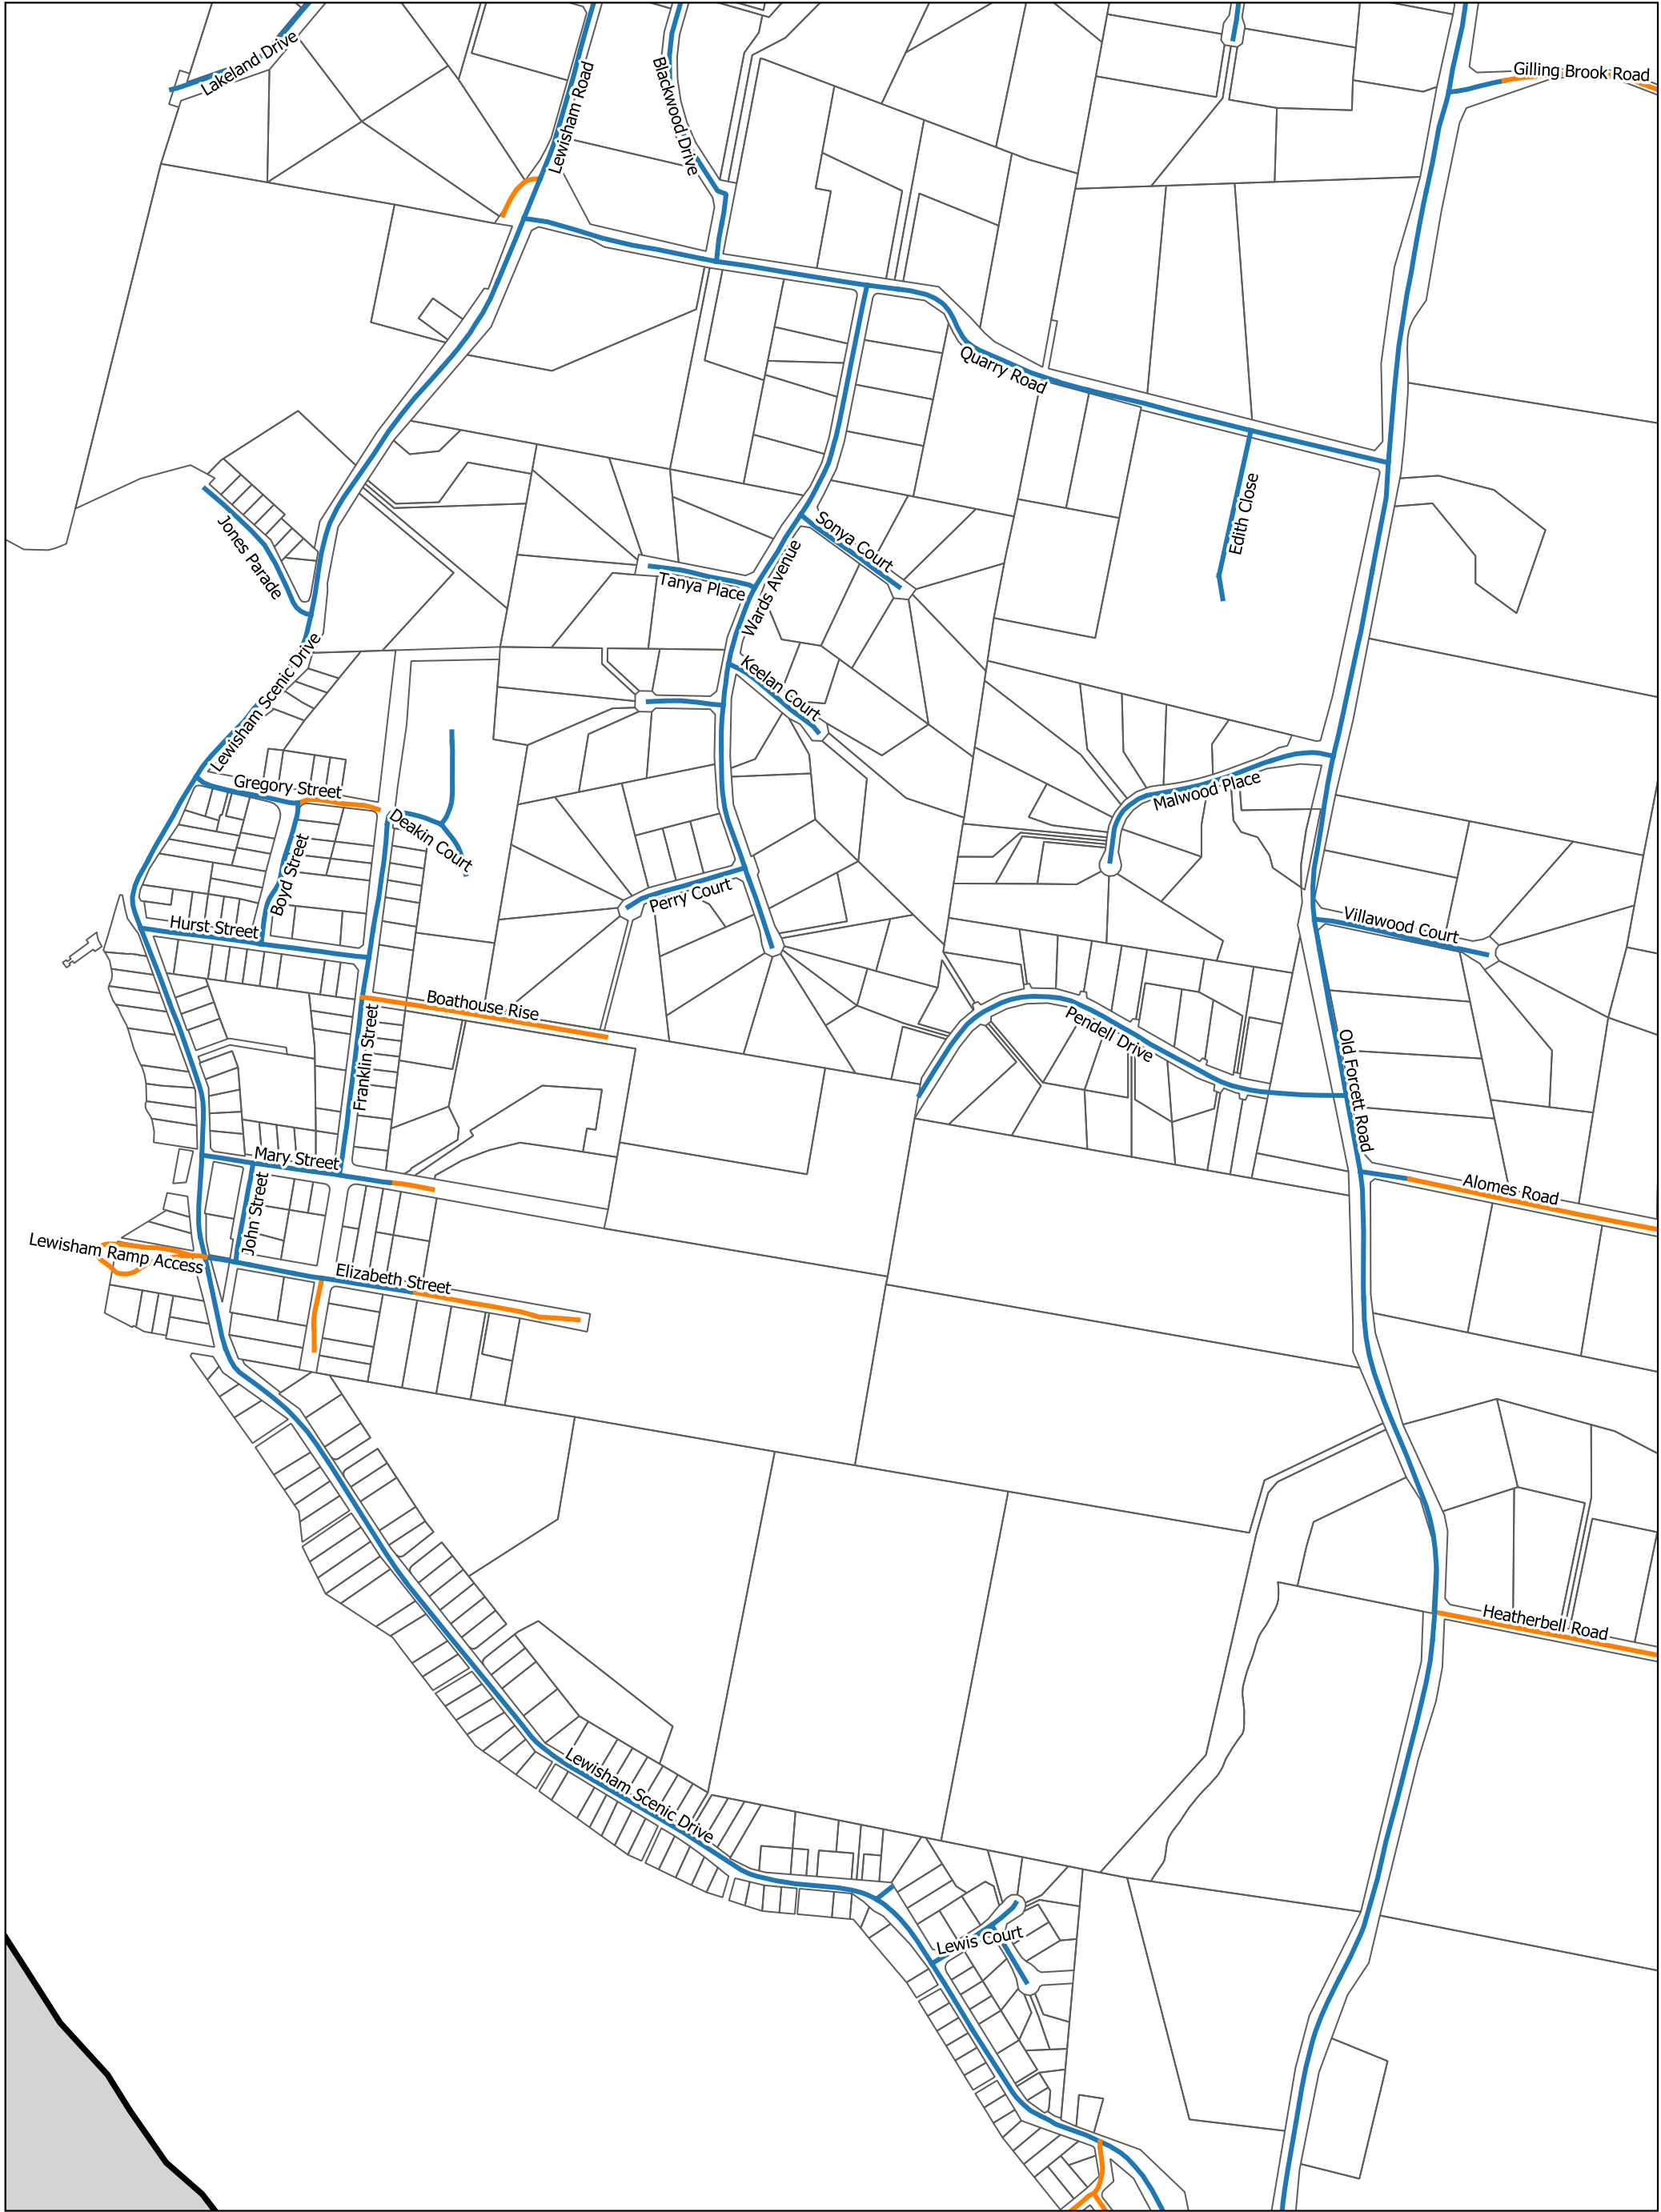 Lakeland Drive
Lewisham Road
Blackwood Drive
Gilling Brook Road
Quarry Road
Jones Parade
Sonya Court
Edith Close
Tanya Place
Wards Avenue
Keelan Court
Lewisham Scenic Drive
Gregory Street
Deakin Court
Malwood Place
Boyd Street
Perry Court
Hurst Street
Villawood Court
Boathouse Rise
Franklin Street
Pendell Drive
Old Forcett Road
Mary Street
John Street
Alomes Road
Lewisham Ramp Access
Elizabeth Street
Heatherbell Road
Lewisham Scenic Drive
Lewis Court